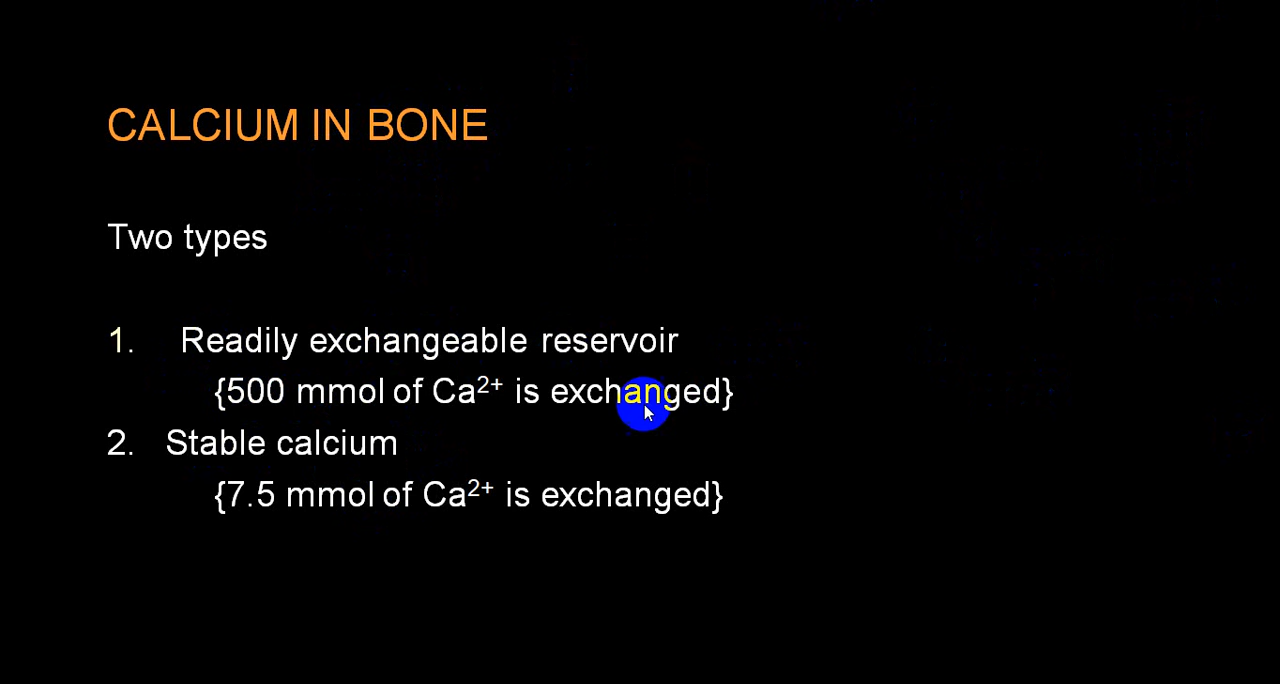 CALCIUM IN BONE
Two types
1. Readily exchangeable reservoir
{500 mmol of Ca²⁺ is exchanged}
2. Stable calcium
{7.5 mmol of Ca²⁺ is exchanged}